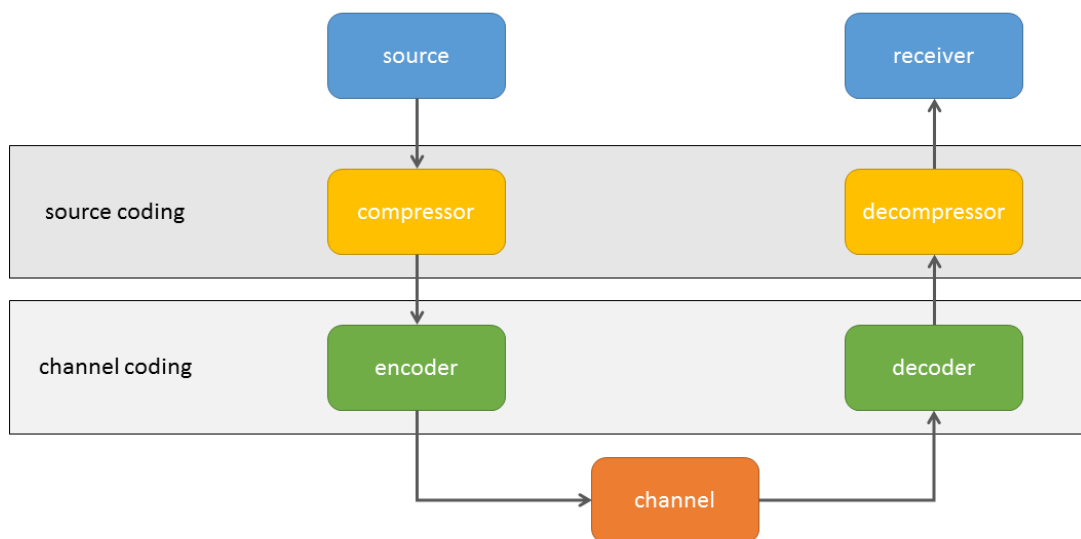 source
receiver
source coding
compressor
decompressor
channel coding
encoder
decoder
channel